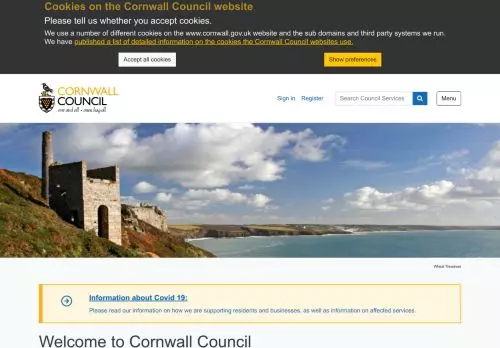 Cookies on the Cornwall Council website
Please tell us whether you accept cookies.
We use a number of different cookies on the www.cornwall.gov.uk website and the sub domains and third party systems we run.
We have published a list of detailed information on the cookies the Cornwall Council websites use.
Accept all cookies
Show preferences
CORNWALL
COUNCIL
one and all • onen hag oll
Sign in
Register
Search Council Services
Menu
Wheal Trewavas
Information about Covid 19:
Please read our information on how we are supporting residents and businesses, as well as information on affected services.
Welcome to Cornwall Council